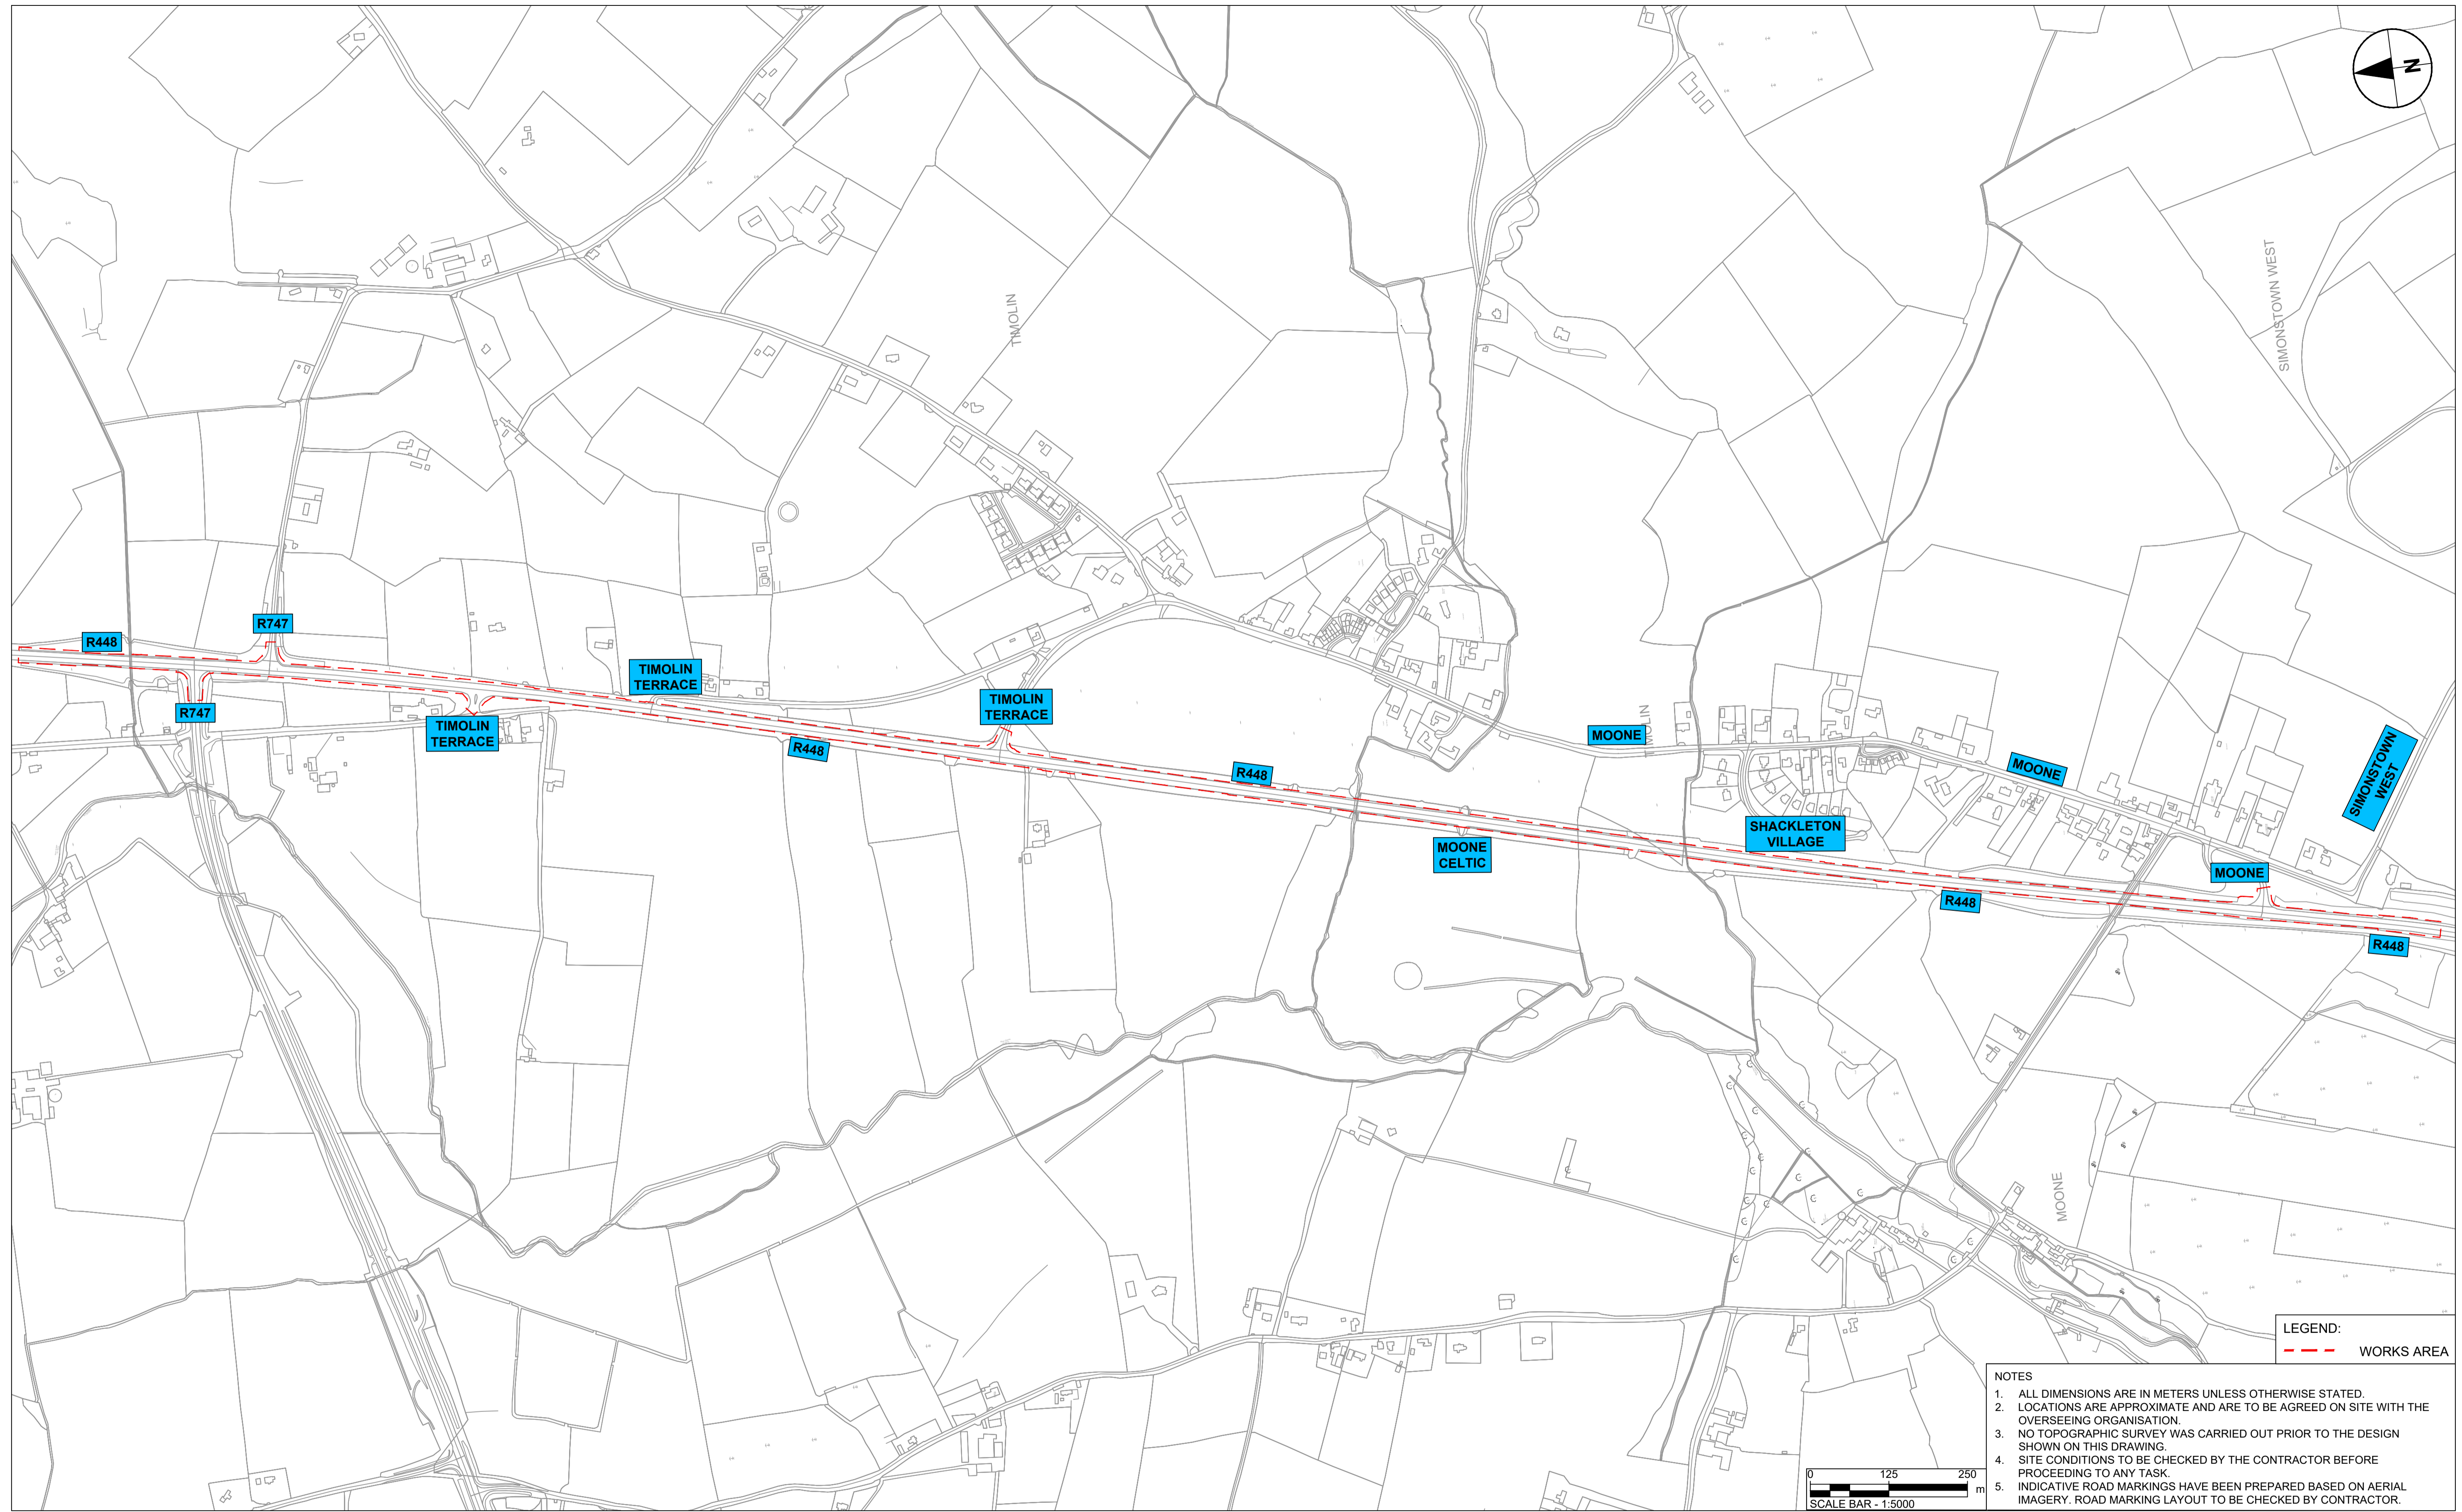 N
SIMONSTOWN WEST
TIMOLIN
R747
R448
TIMOLIN
TERRACE
R747
TIMOLIN
TERRACE
TIMOLIN
TERRACE
R448
R448
TIMOLIN
MOONE
MOONE
SIMONSTOWN
WEST
SHACKLETON
VILLAGE
MOONE
CELTIC
MOONE
R448
R448
MOONE
LEGEND:
WORKS AREA
NOTES
1. ALL DIMENSIONS ARE IN METERS UNLESS OTHERWISE STATED.
2. LOCATIONS ARE APPROXIMATE AND ARE TO BE AGREED ON SITE WITH THE
OVERSEEING ORGANISATION.
3. NO TOPOGRAPHIC SURVEY WAS CARRIED OUT PRIOR TO THE DESIGN
SHOWN ON THIS DRAWING.
4. SITE CONDITIONS TO BE CHECKED BY THE CONTRACTOR BEFORE
PROCEEDING TO ANY TASK.
5. INDICATIVE ROAD MARKINGS HAVE BEEN PREPARED BASED ON AERIAL
IMAGERY. ROAD MARKING LAYOUT TO BE CHECKED BY CONTRACTOR.
0 125 250
m
SCALE BAR - 1:5000